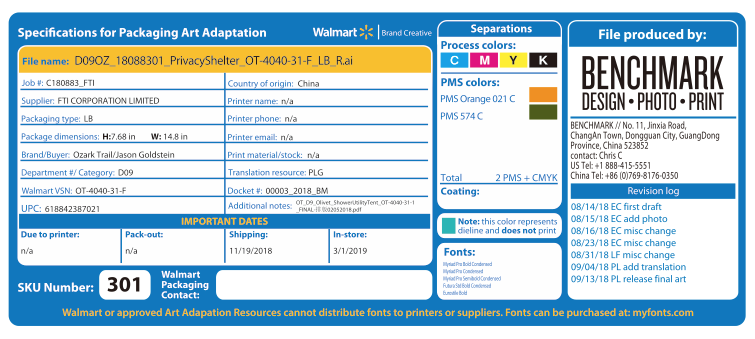 Specifications for Packaging Art Adaptation
Walmart | Brand Creative
File name: D09OZ_18088301_PrivacyShelter_OT-4040-31-F_LB_R.ai
Job #: C180883_FTI
Country of origin: China
Supplier: FTI CORPORATION LIMITED
Printer name: n/a
Packaging type: LB
Printer phone: n/a
Package dimensions: H:7.68 in W: 14.8 in
Printer email: n/a
Brand/Buyer: Ozark Trail/Jason Goldstein
Print material/stock: n/a
Department #/ Category: D09
Translation resource: PLG
Walmart VSN: OT-4040-31-F
Docket #: 00003_2018_BM
UPC: 618842387021
Additional notes: OT_D9_Olivet_ShowerUtilityTent_OT-4040-31-1
IMPORTANT DATES
Due to printer:
Pack-out:
Shipping:
In-store:
n/a
n/a
11/19/2018
3/1/2019
SKU Number: 301
Walmart
Packaging
Contact:
Separations
Process colors:
C M Y K
PMS colors:
PMS Orange 021 C
PMS 574 C
Total 2 PMS + CMYK
Coating:
Note: this color represents
dieline and does not print
Fonts:
Myriad Pro Bold Condensed
Myriad Pro Condensed
Myriad Pro Semibold Condensed
Futura Std Bold Condensed
Eurostile Bold
File produced by:
BENCHMARK
DESIGN • PHOTO • PRINT
BENCHMARK // No. 11, Jinxia Road,
ChangAn Town, Dongguan City, GuangDong
Province, China 523852
contact: Chris C
US Tel: +1 888-415-5551
China Tel: +86 (0)769-8176-0350
Revision log
08/14/18 EC first draft
08/15/18 EC add photo
08/16/18 EC misc change
08/23/18 EC misc change
08/31/18 LF misc change
09/04/18 PL add translation
09/13/18 PL release final art
Walmart or approved Art Adapation Resources cannot distribute fonts to printers or suppliers. Fonts can be purchased at: myfonts.com